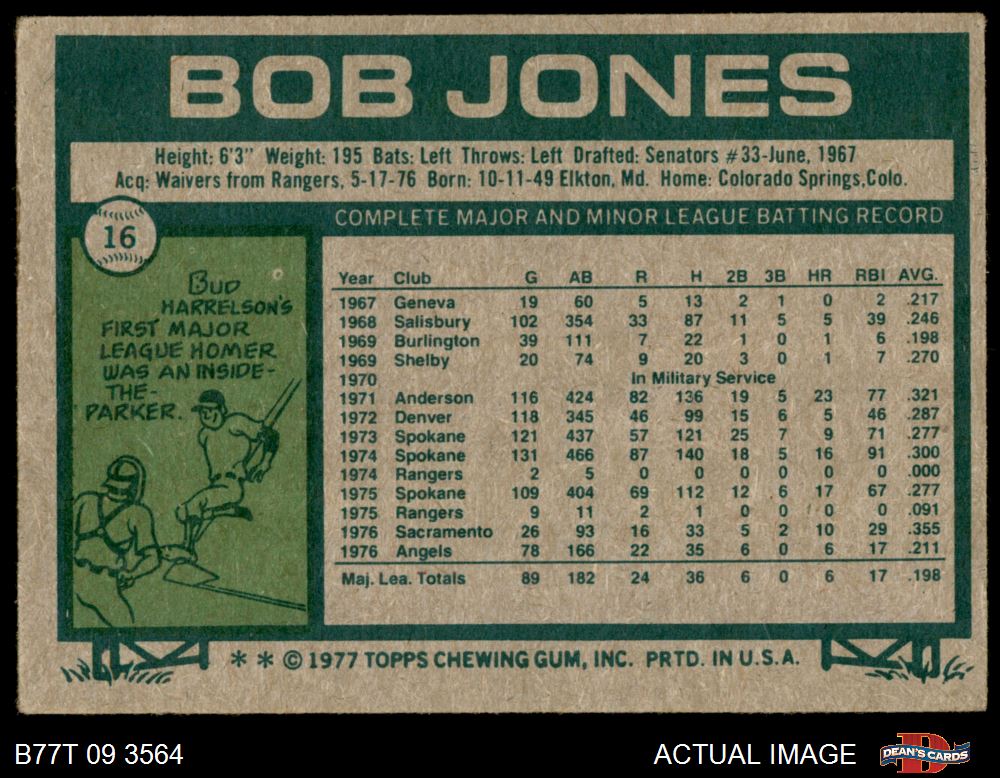 BOB JONES
Height: 6'3" Weight: 195 Bats: Left Throws: Left Drafted: Senators #33-June, 1967
Acq: Waivers from Rangers, 5-17-76 Born: 10-11-49 Elkton, Md. Home: Colorado Springs,Colo.
16
BUD
HARRELSON'S
FIRST MAJOR
LEAGUE HOMER
WAS AN INSIDE-
THE-
PARKER.
COMPLETE MAJOR AND MINOR LEAGUE BATTING RECORD
Year Club G AB R H 2B 3B HR RBI AVG.
1967 Geneva 19 60 5 13 2 1 0 2 .217
1968 Salisbury 102 354 33 87 11 5 5 39 .246
1969 Burlington 39 111 7 22 1 0 1 6 .198
1969 Shelby 20 74 9 20 3 0 1 7 .270
1970 In Military Service
1971 Anderson 116 424 82 136 19 5 23 77 .321
1972 Denver 118 345 46 99 15 6 5 46 .287
1973 Spokane 121 437 57 121 25 7 9 71 .277
1974 Spokane 131 466 87 140 18 5 16 91 .300
1974 Rangers 2 5 0 0 0 0 0 0 .000
1975 Spokane 109 404 69 112 12 6 17 67 .277
1975 Rangers 9 11 2 1 0 0 0 0 .091
1976 Sacramento 26 93 16 33 5 2 10 29 .355
1976 Angels 78 166 22 35 6 0 6 17 .211
Maj. Lea. Totals 89 182 24 36 6 0 6 17 .198
* * © 1977 TOPPS CHEWING GUM, INC. PRTD. IN U.S.A.
B77T 09 3564
ACTUAL IMAGE
DEAN'S CARDS